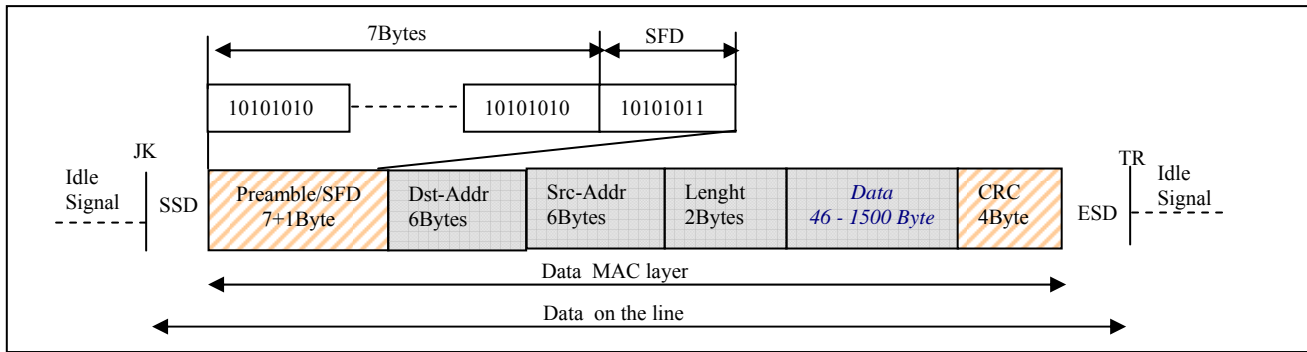 7Bytes SFD
10101010 10101010 10101011
JK TR
Idle
Signal
SSD
Preamble/SFD
7+1Byte
Dst-Addr
6Bytes
Src-Addr
6Bytes
Lenght
2Bytes
Data
46 - 1500 Byte
CRC
4Byte
ESD
Idle
Signal
Data MAC layer
Data on the line